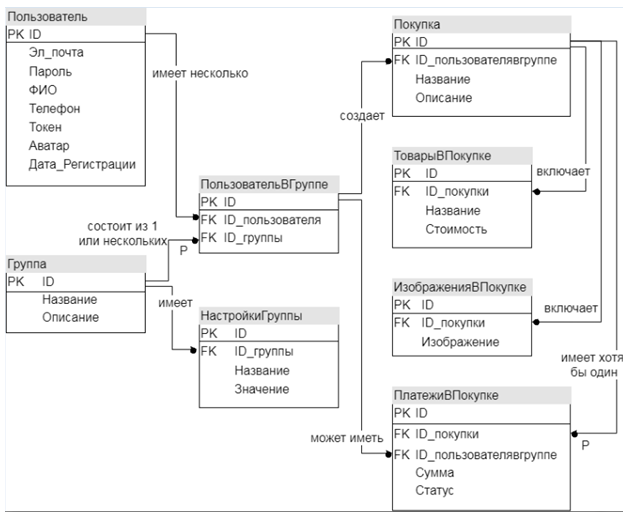 Пользователь
PK ID
Эл_почта
Пароль
ФИО
Телефон
Токен
Аватар
Дата_Регистрации
имеет несколько
состоит из 1
или нескольких
P
Группа
PK ID
Название
Описание
имеет
ПользовательВГруппе
PK ID
FK ID_пользователя
FK ID_группы
НастройкиГруппы
PK ID
FK ID_группы
Название
Значение
создает
может иметь
Покупка
PK ID
FK ID_пользователявгруппе
Название
Описание
ТоварыВПокупке
PK ID
FK ID_покупки
Название
Стоимость
включает
ИзображенияВПокупке
PK ID
FK ID_покупки
Изображение
включает
имеет хотя
бы один
ПлатежиВПокупке
PK ID
FK ID_покупки
FK ID_пользователявгруппе
Сумма
Статус
P